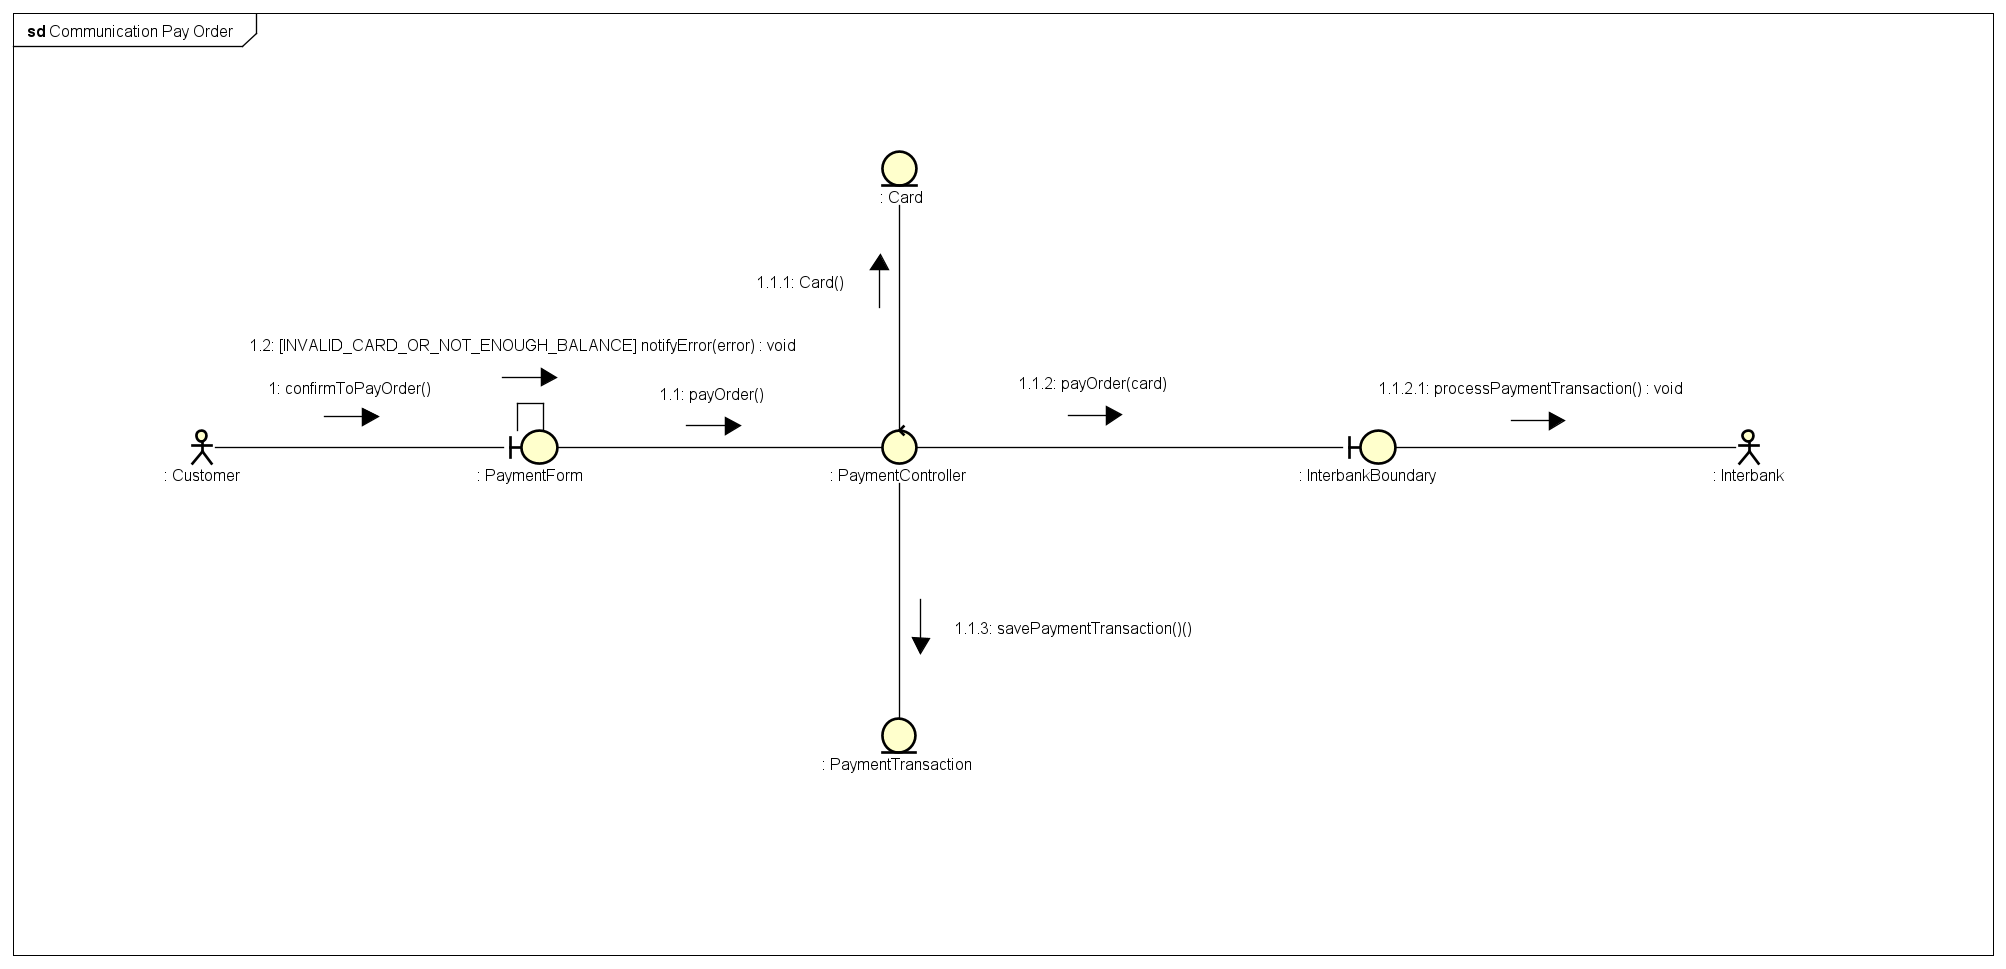 sd Communication Pay Order
: Card
1.1.1: Card()
1.2: [INVALID_CARD_OR_NOT_ENOUGH_BALANCE] notifyError(error) : void
1: confirmToPayOrder()
1.1: payOrder()
1.1.2: payOrder(card)
1.1.2.1: processPaymentTransaction() : void
: Customer
: PaymentForm
: PaymentController
: InterbankBoundary
: Interbank
1.1.3: savePaymentTransaction()()
: PaymentTransaction